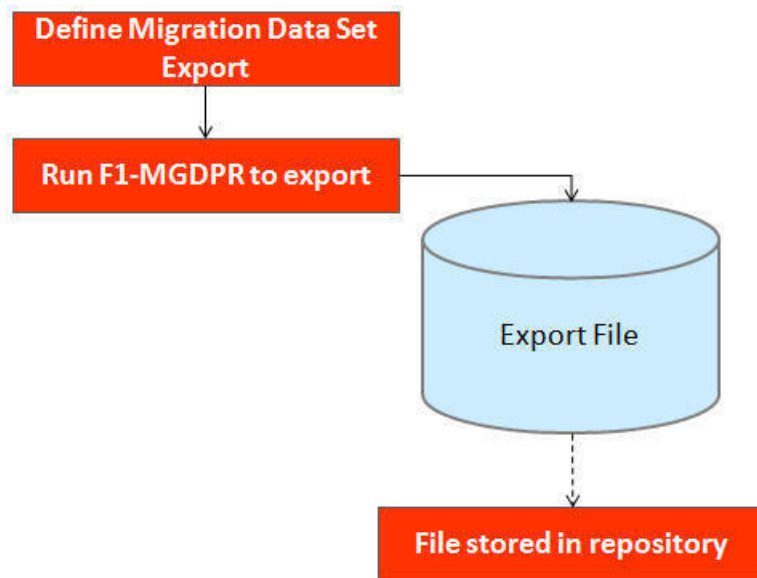 Define Migration Data Set
Export
Run F1-MGDPR to export
Export File
File stored in repository